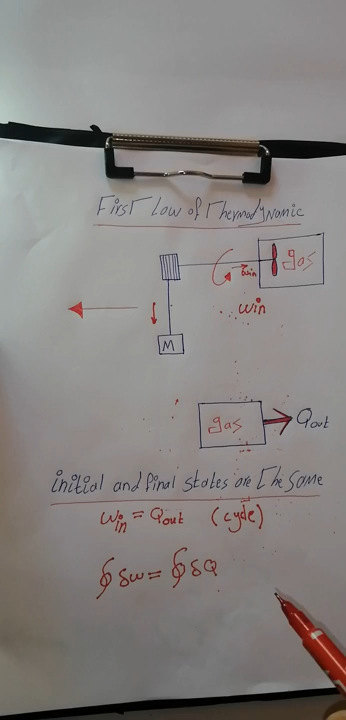 First Low of Thermodynamic
gas
win
win
M
gas
Qout
initial and final states are the same
win = Qout (cycle)
∮ δw = ∮ δQ